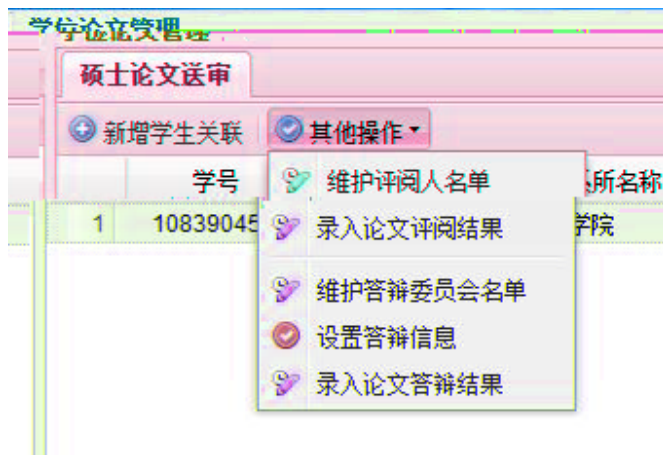 学位论文管理
硕士论文送审
新增学生关联 其他操作
学号 所名称
维护评阅人名单
1 10839045 学院
录入论文评阅结果
维护答辩委员会名单
设置答辩信息
录入论文答辩结果